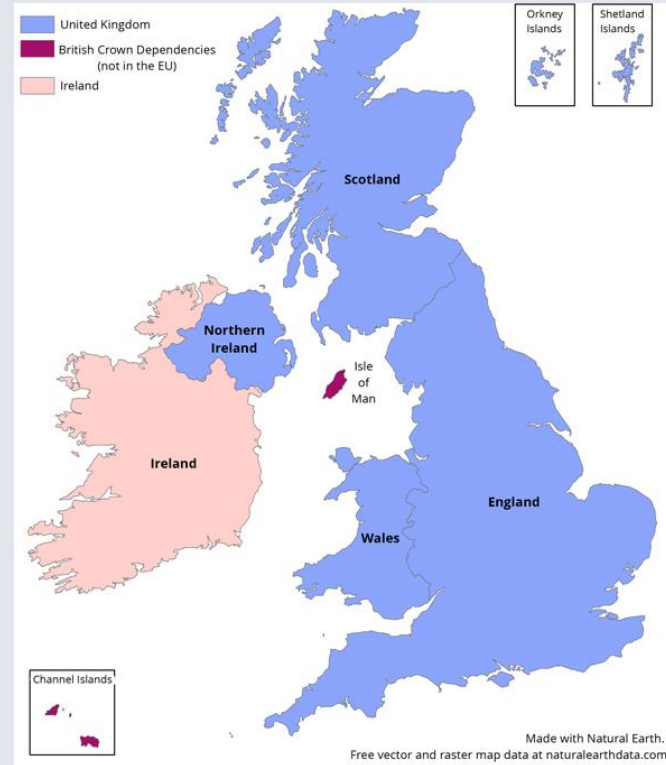 United Kingdom
British Crown Dependencies
(not in the EU)
Ireland
Orkney
Islands
Shetland
Islands
Scotland
Northern
Ireland
Isle
of
Man
Ireland
England
Wales
Channel Islands
Made with Natural Earth.
Free vector and raster map data at naturalearthdata.com